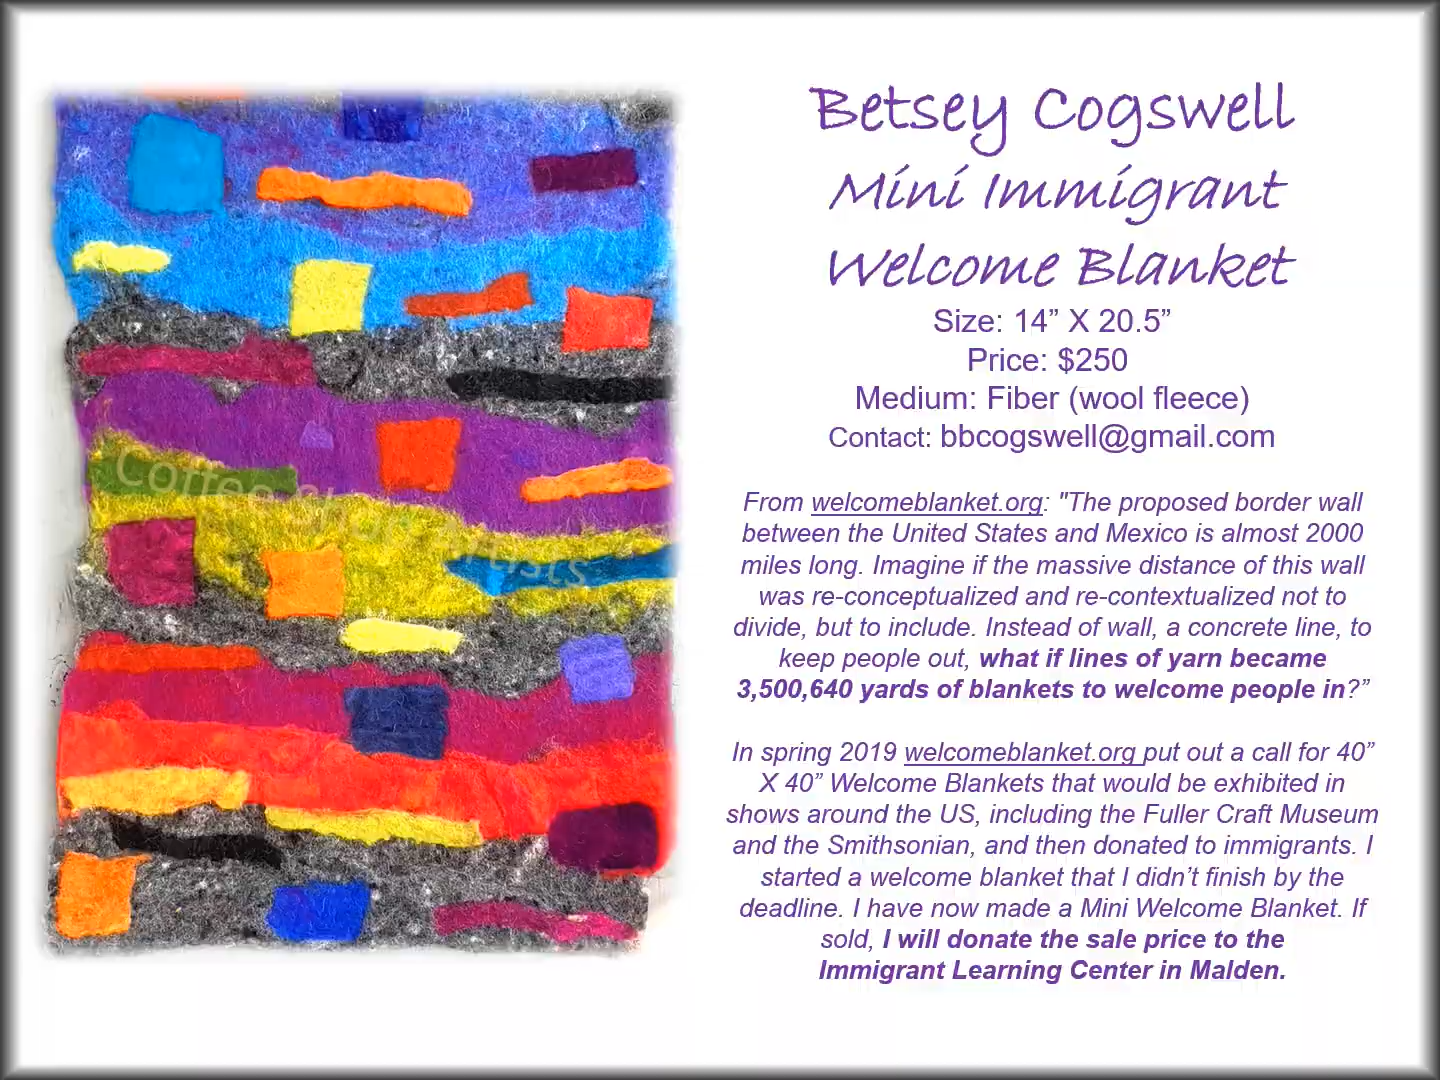 Betsey Cogswell
Mini Immigrant
Welcome Blanket
Size: 14” X 20.5”
Price: $250
Medium: Fiber (wool fleece)
Contact: bbcogswell@gmail.com
From welcomeblanket.org: "The proposed border wall
between the United States and Mexico is almost 2000
miles long. Imagine if the massive distance of this wall
was re-conceptualized and re-contextualized not to
divide, but to include. Instead of wall, a concrete line, to
keep people out, what if lines of yarn became
3,500,640 yards of blankets to welcome people in?”
In spring 2019 welcomeblanket.org put out a call for 40”
X 40” Welcome Blankets that would be exhibited in
shows around the US, including the Fuller Craft Museum
and the Smithsonian, and then donated to immigrants. I
started a welcome blanket that I didn’t finish by the
deadline. I have now made a Mini Welcome Blanket. If
sold, I will donate the sale price to the
Immigrant Learning Center in Malden.
Coffee Shop Artists